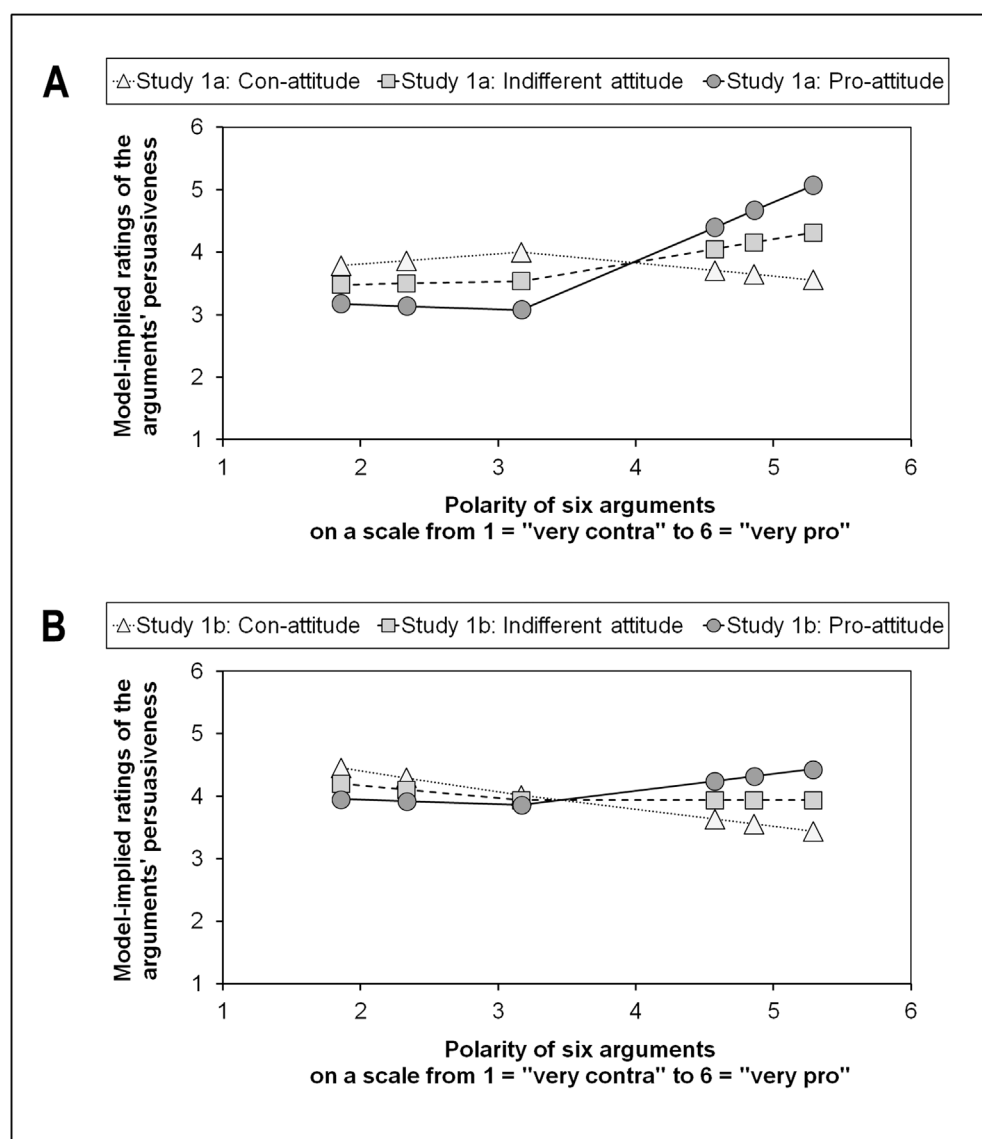 A
Study 1a: Con-attitude Study 1a: Indifferent attitude Study 1a: Pro-attitude
Model-implied ratings of the
arguments' persuasiveness
6
5
4
3
2
1
1 2 3 4 5 6
Polarity of six arguments
on a scale from 1 = "very contra" to 6 = "very pro"
B
Study 1b: Con-attitude Study 1b: Indifferent attitude Study 1b: Pro-attitude
Model-implied ratings of the
arguments' persuasiveness
6
5
4
3
2
1
1 2 3 4 5 6
Polarity of six arguments
on a scale from 1 = "very contra" to 6 = "very pro"